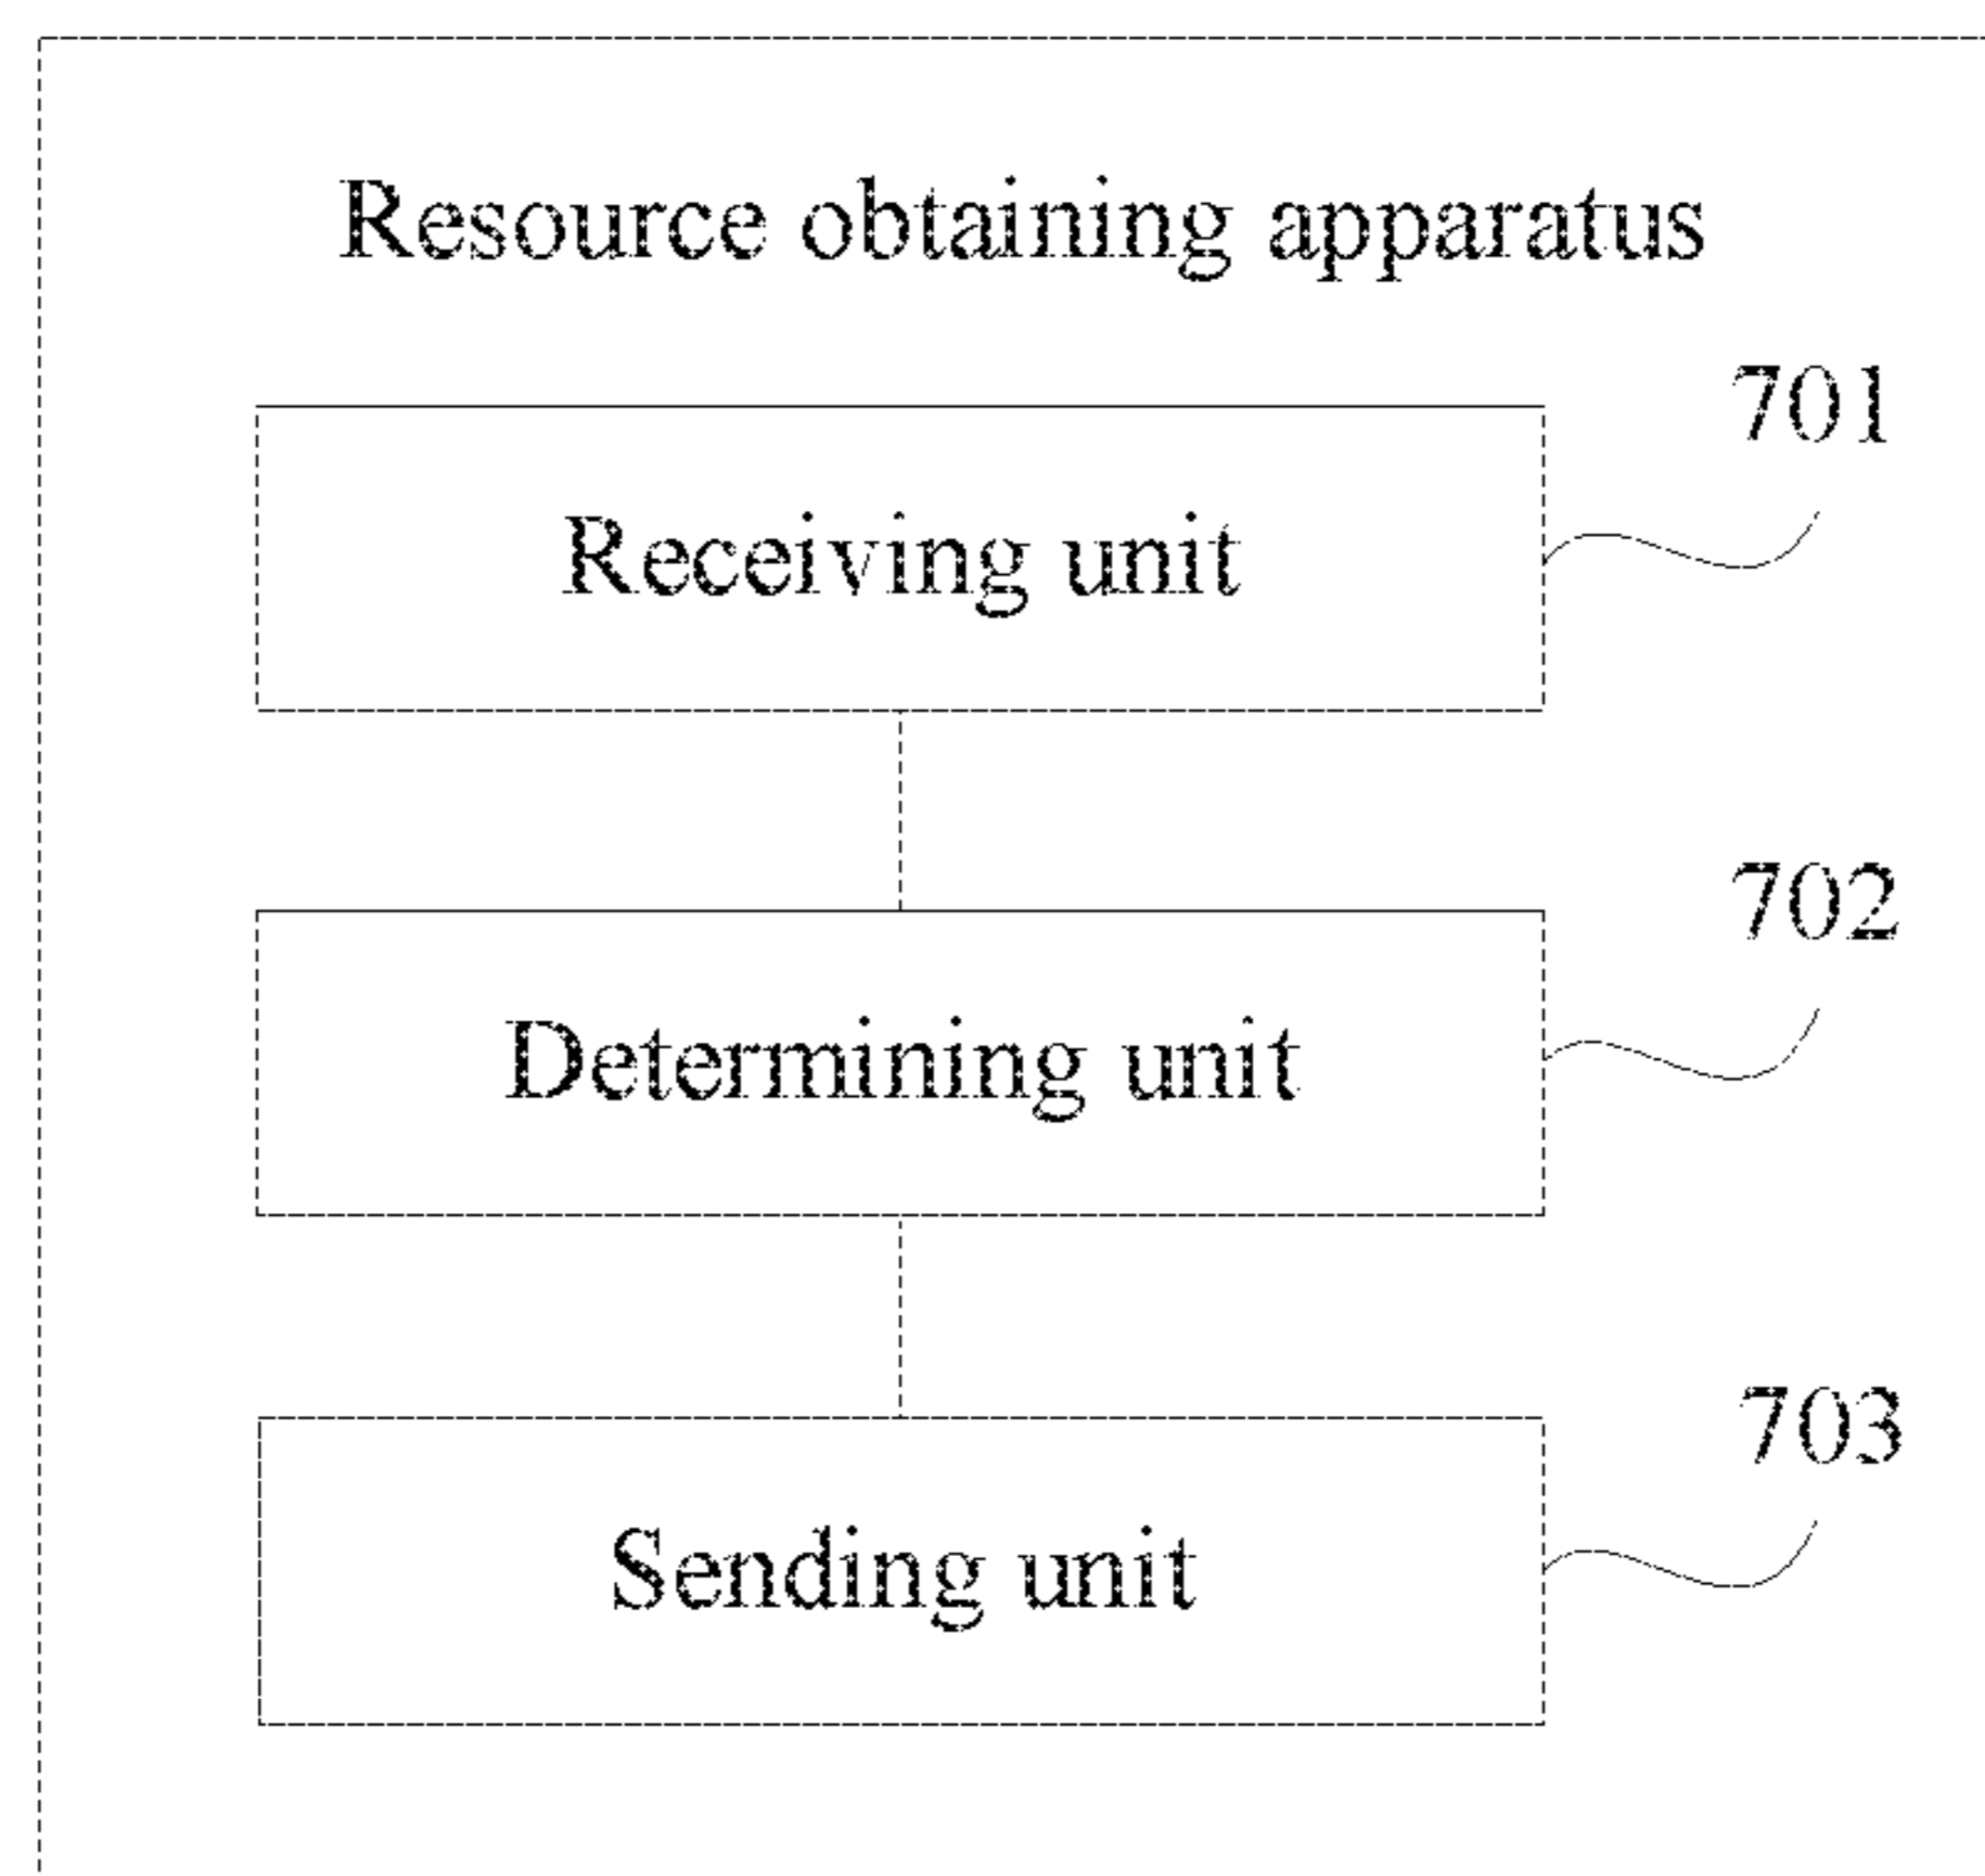 Resource obtaining apparatus
701
Receiving unit
702
Determining unit
703
Sending unit